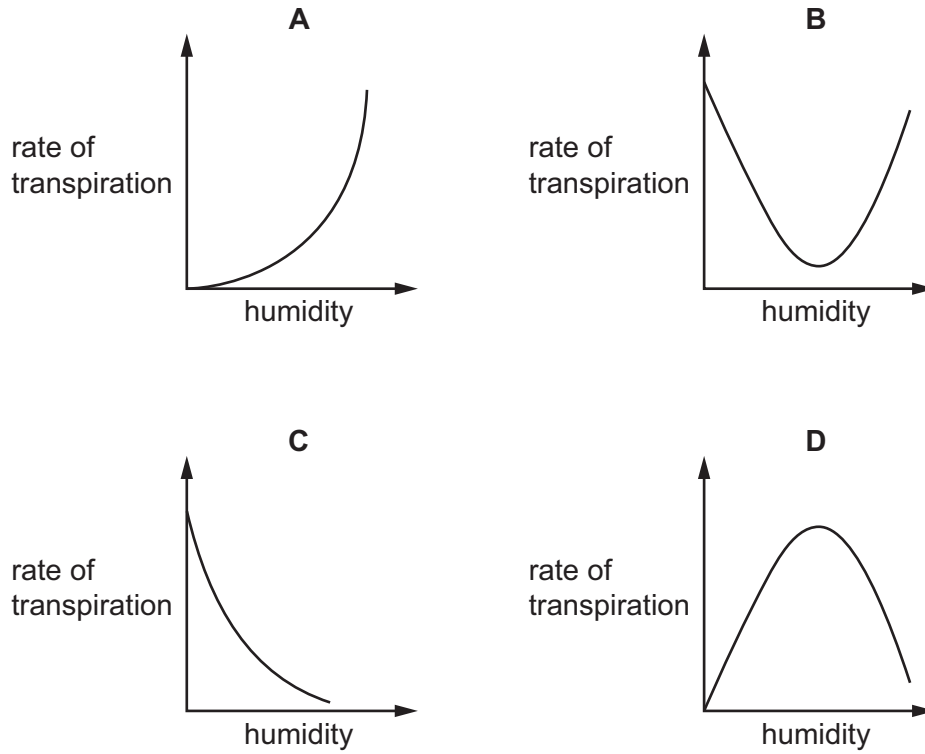 A
rate of
transpiration
humidity
B
rate of
transpiration
humidity
C
rate of
transpiration
humidity
D
rate of
transpiration
humidity